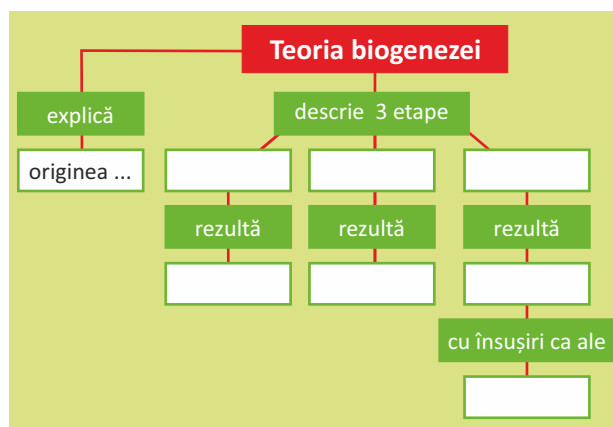 Teoria biogenezei
explică
descrie 3 etape
originea ...
rezultă
rezultă
rezultă
cu însușiri ca ale